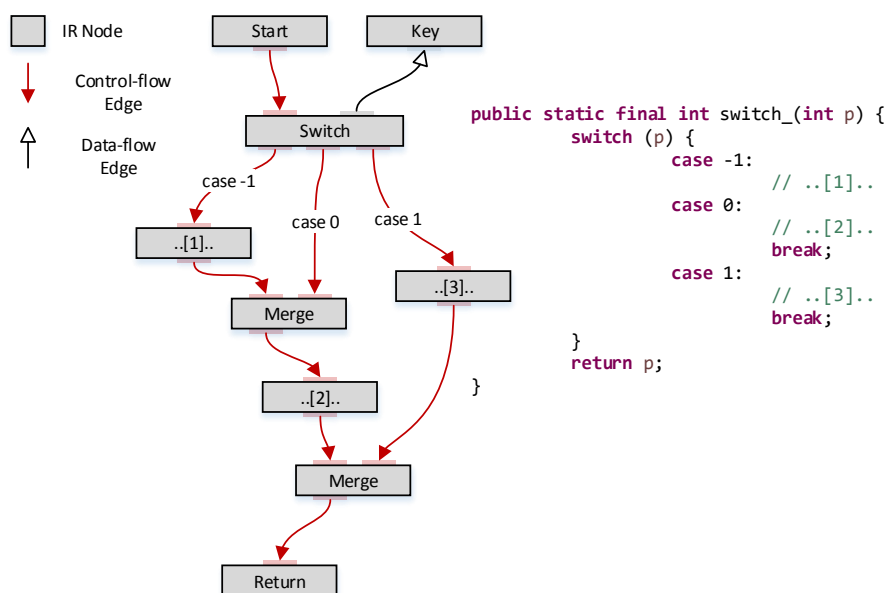 IR Node
Control-flow
Edge
Data-flow
Edge
Start
Key
Switch
case -1
case 0
case 1
..[1]..
..[3]..
Merge
..[2]..
Merge
Return
public static final int switch_(int p) {
switch (p) {
case -1:
// ..[1]..
case 0:
// ..[2]..
break;
case 1:
// ..[3]..
break;
}
return p;
}